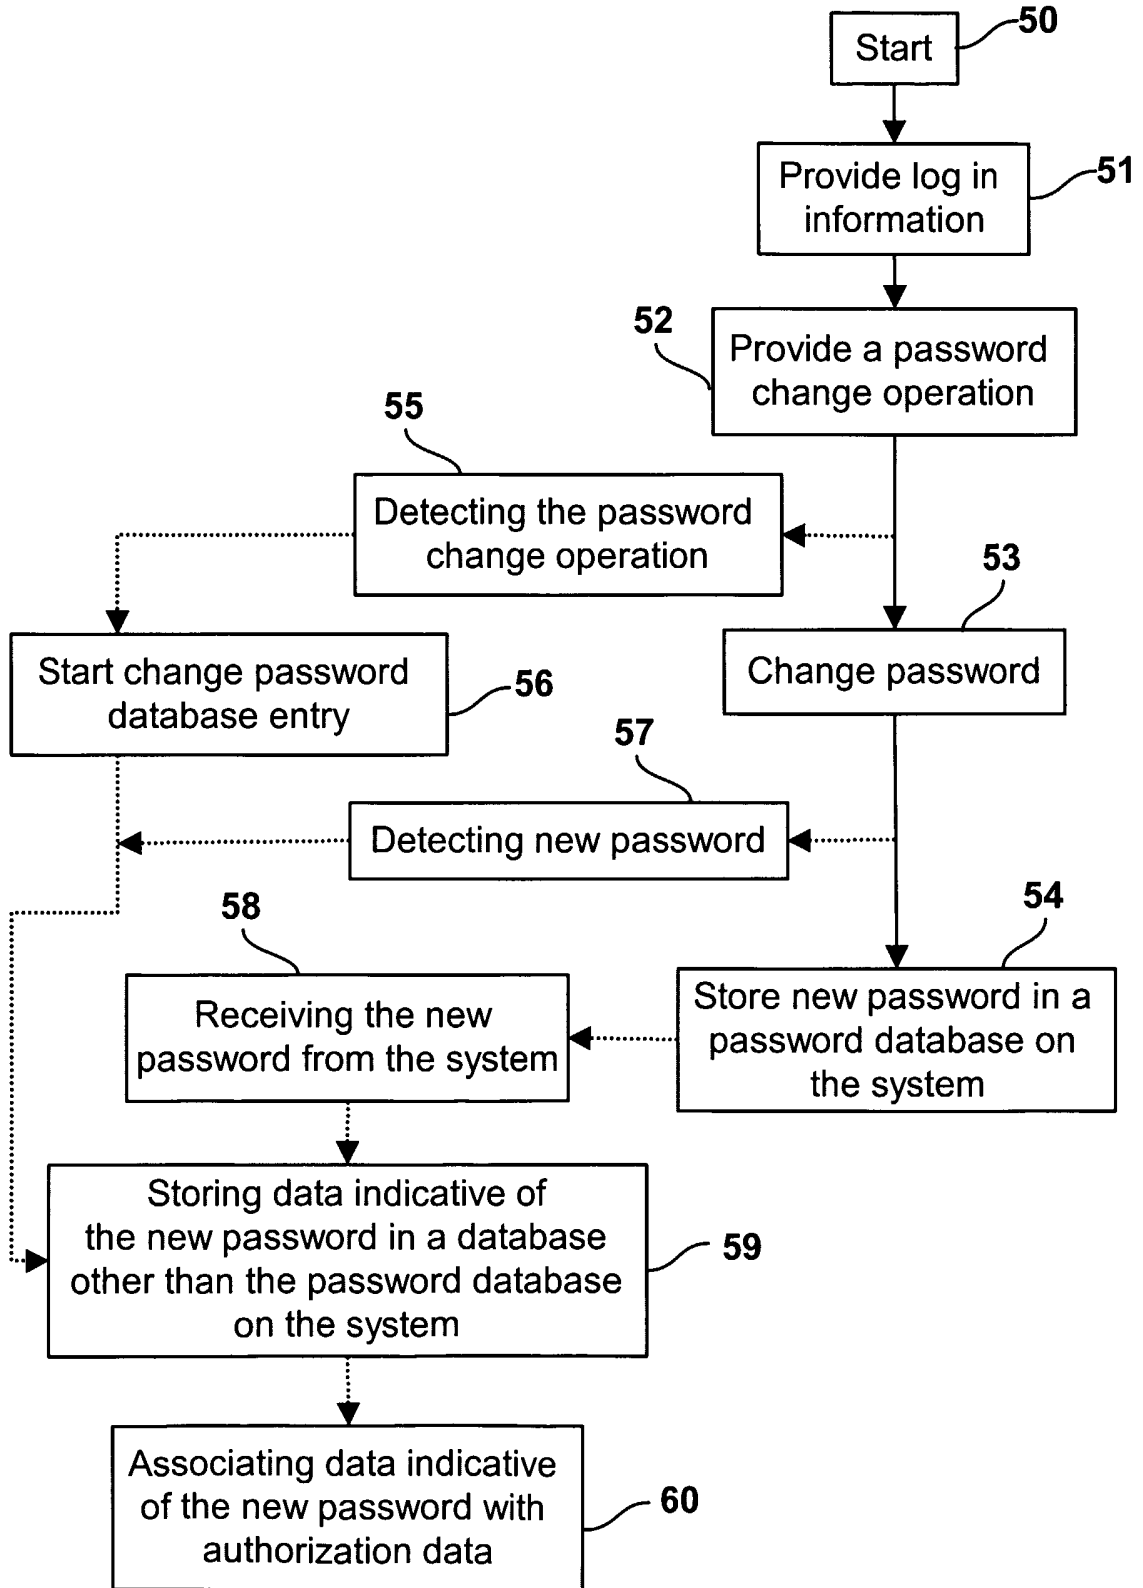 50
Start
51
Provide log in
information
52
Provide a password
change operation
55
Detecting the password
change operation
53
Change password
Start change password
database entry
56
57
Detecting new password
58
54
Receiving the new
password from the system
Store new password in a
password database on
the system
Storing data indicative of
the new password in a database
other than the password database
on the system
59
Associating data indicative
of the new password with
authorization data
60